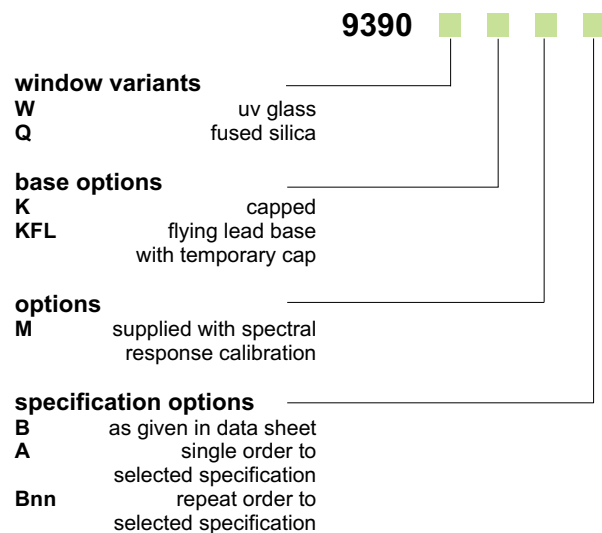 9390
window variants
W uv glass
Q fused silica
base options
K capped
KFL flying lead base
with temporary cap
options
M supplied with spectral
response calibration
specification options
B as given in data sheet
A single order to
selected specification
Bnn repeat order to
selected specification